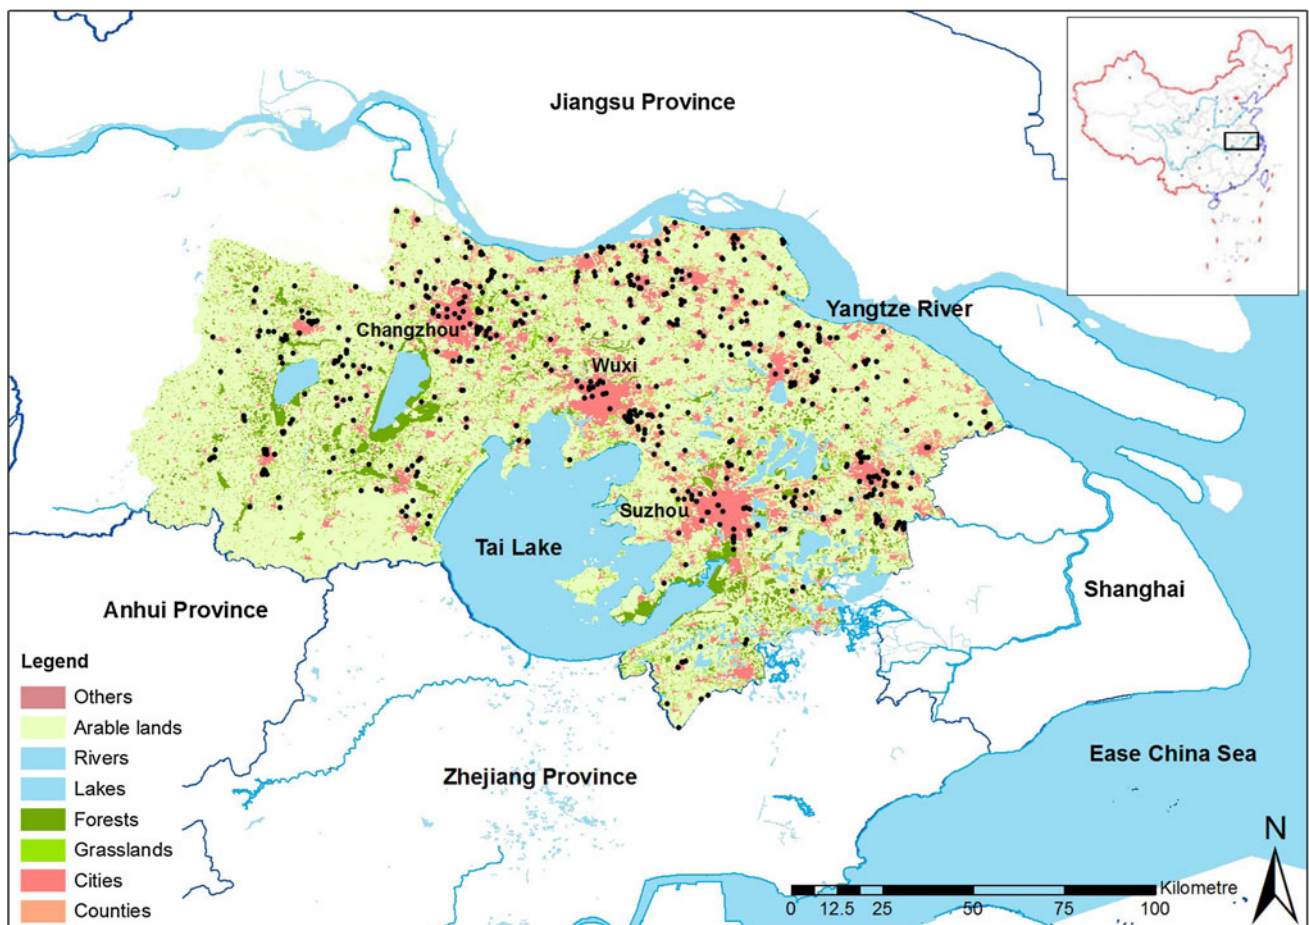 Jiangsu Province
Yangtze River
Changzhou
Wuxi
Suzhou
Tai Lake
Anhui Province
Shanghai
Legend
Others
Arable lands
Rivers
Lakes
Forests
Grasslands
Cities
Counties
Zhejiang Province
Ease China Sea
N
Kilometre
0 12.5 25 50 75 100